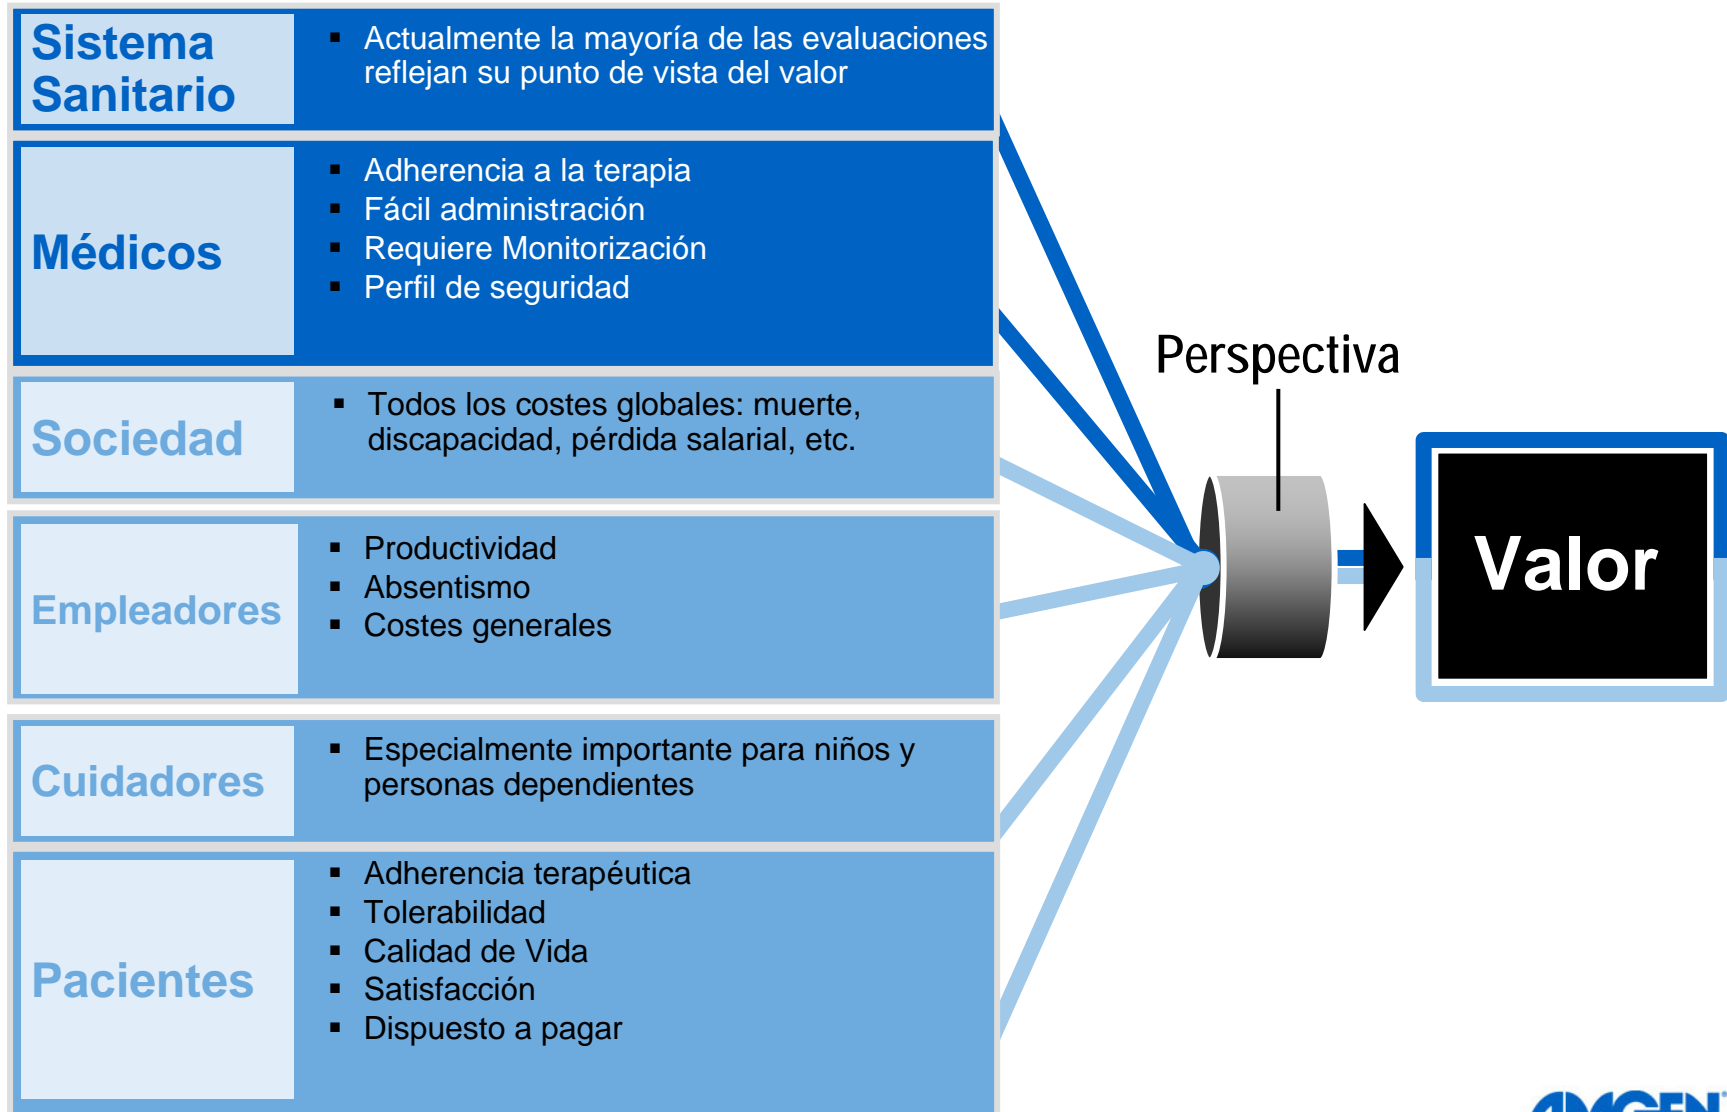 Sistema
Sanitario
▪ Actualmente la mayoría de las evaluaciones
reflejan su punto de vista del valor
Médicos
▪ Adherencia a la terapia
▪ Fácil administración
▪ Requiere Monitorización
▪ Perfil de seguridad
Sociedad
▪ Todos los costes globales: muerte,
discapacidad, pérdida salarial, etc.
Empleadores
▪ Productividad
▪ Absentismo
▪ Costes generales
Cuidadores
▪ Especialmente importante para niños y
personas dependientes
Pacientes
▪ Adherencia terapéutica
▪ Tolerabilidad
▪ Calidad de Vida
▪ Satisfacción
▪ Dispuesto a pagar
Perspectiva
Valor
AMGEN®